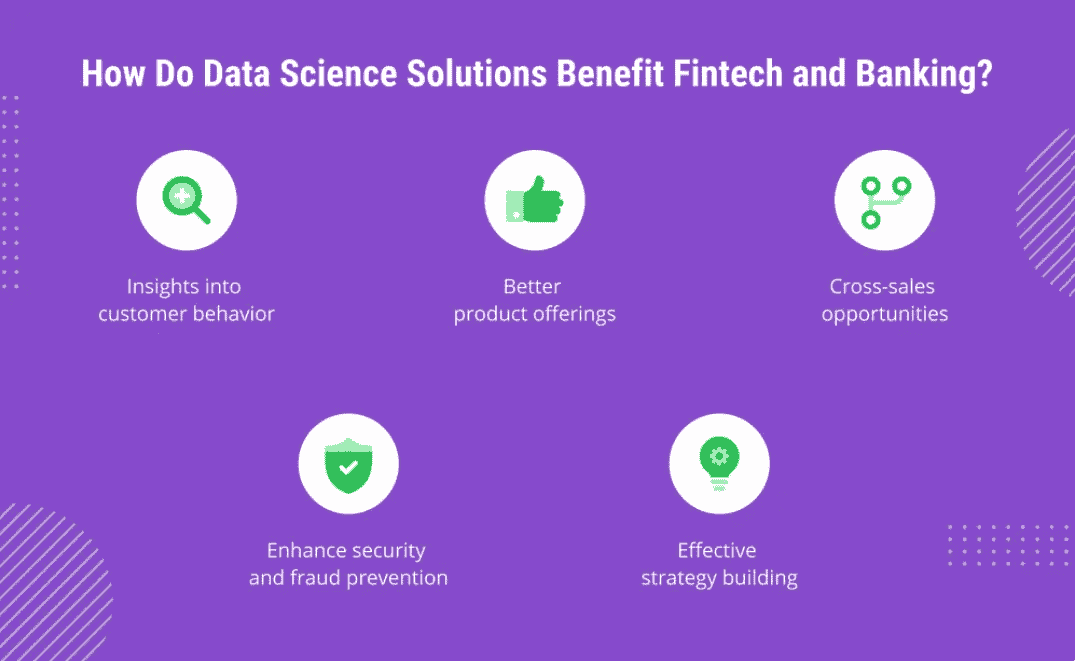 How Do Data Science Solutions Benefit Fintech and Banking?
Insights into
customer behavior
Better
product offerings
Cross-sales
opportunities
Enhance security
and fraud prevention
Effective
strategy building